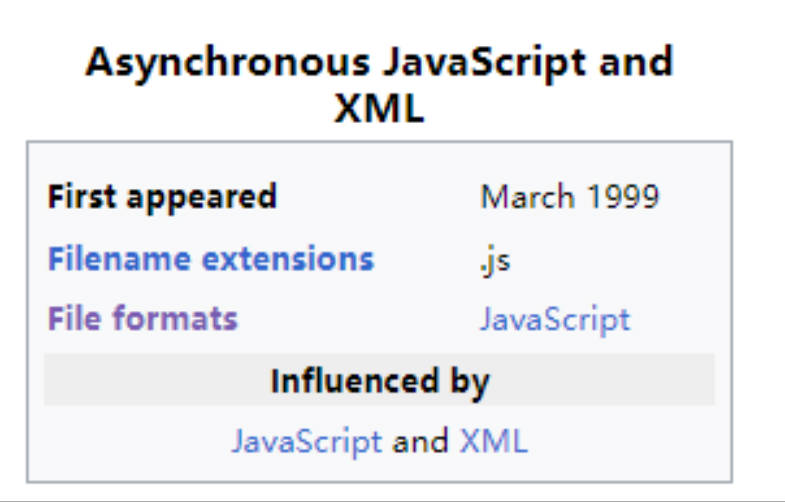 Asynchronous JavaScript and
XML
First appeared March 1999
Filename extensions .js
File formats JavaScript
Influenced by
JavaScript and XML